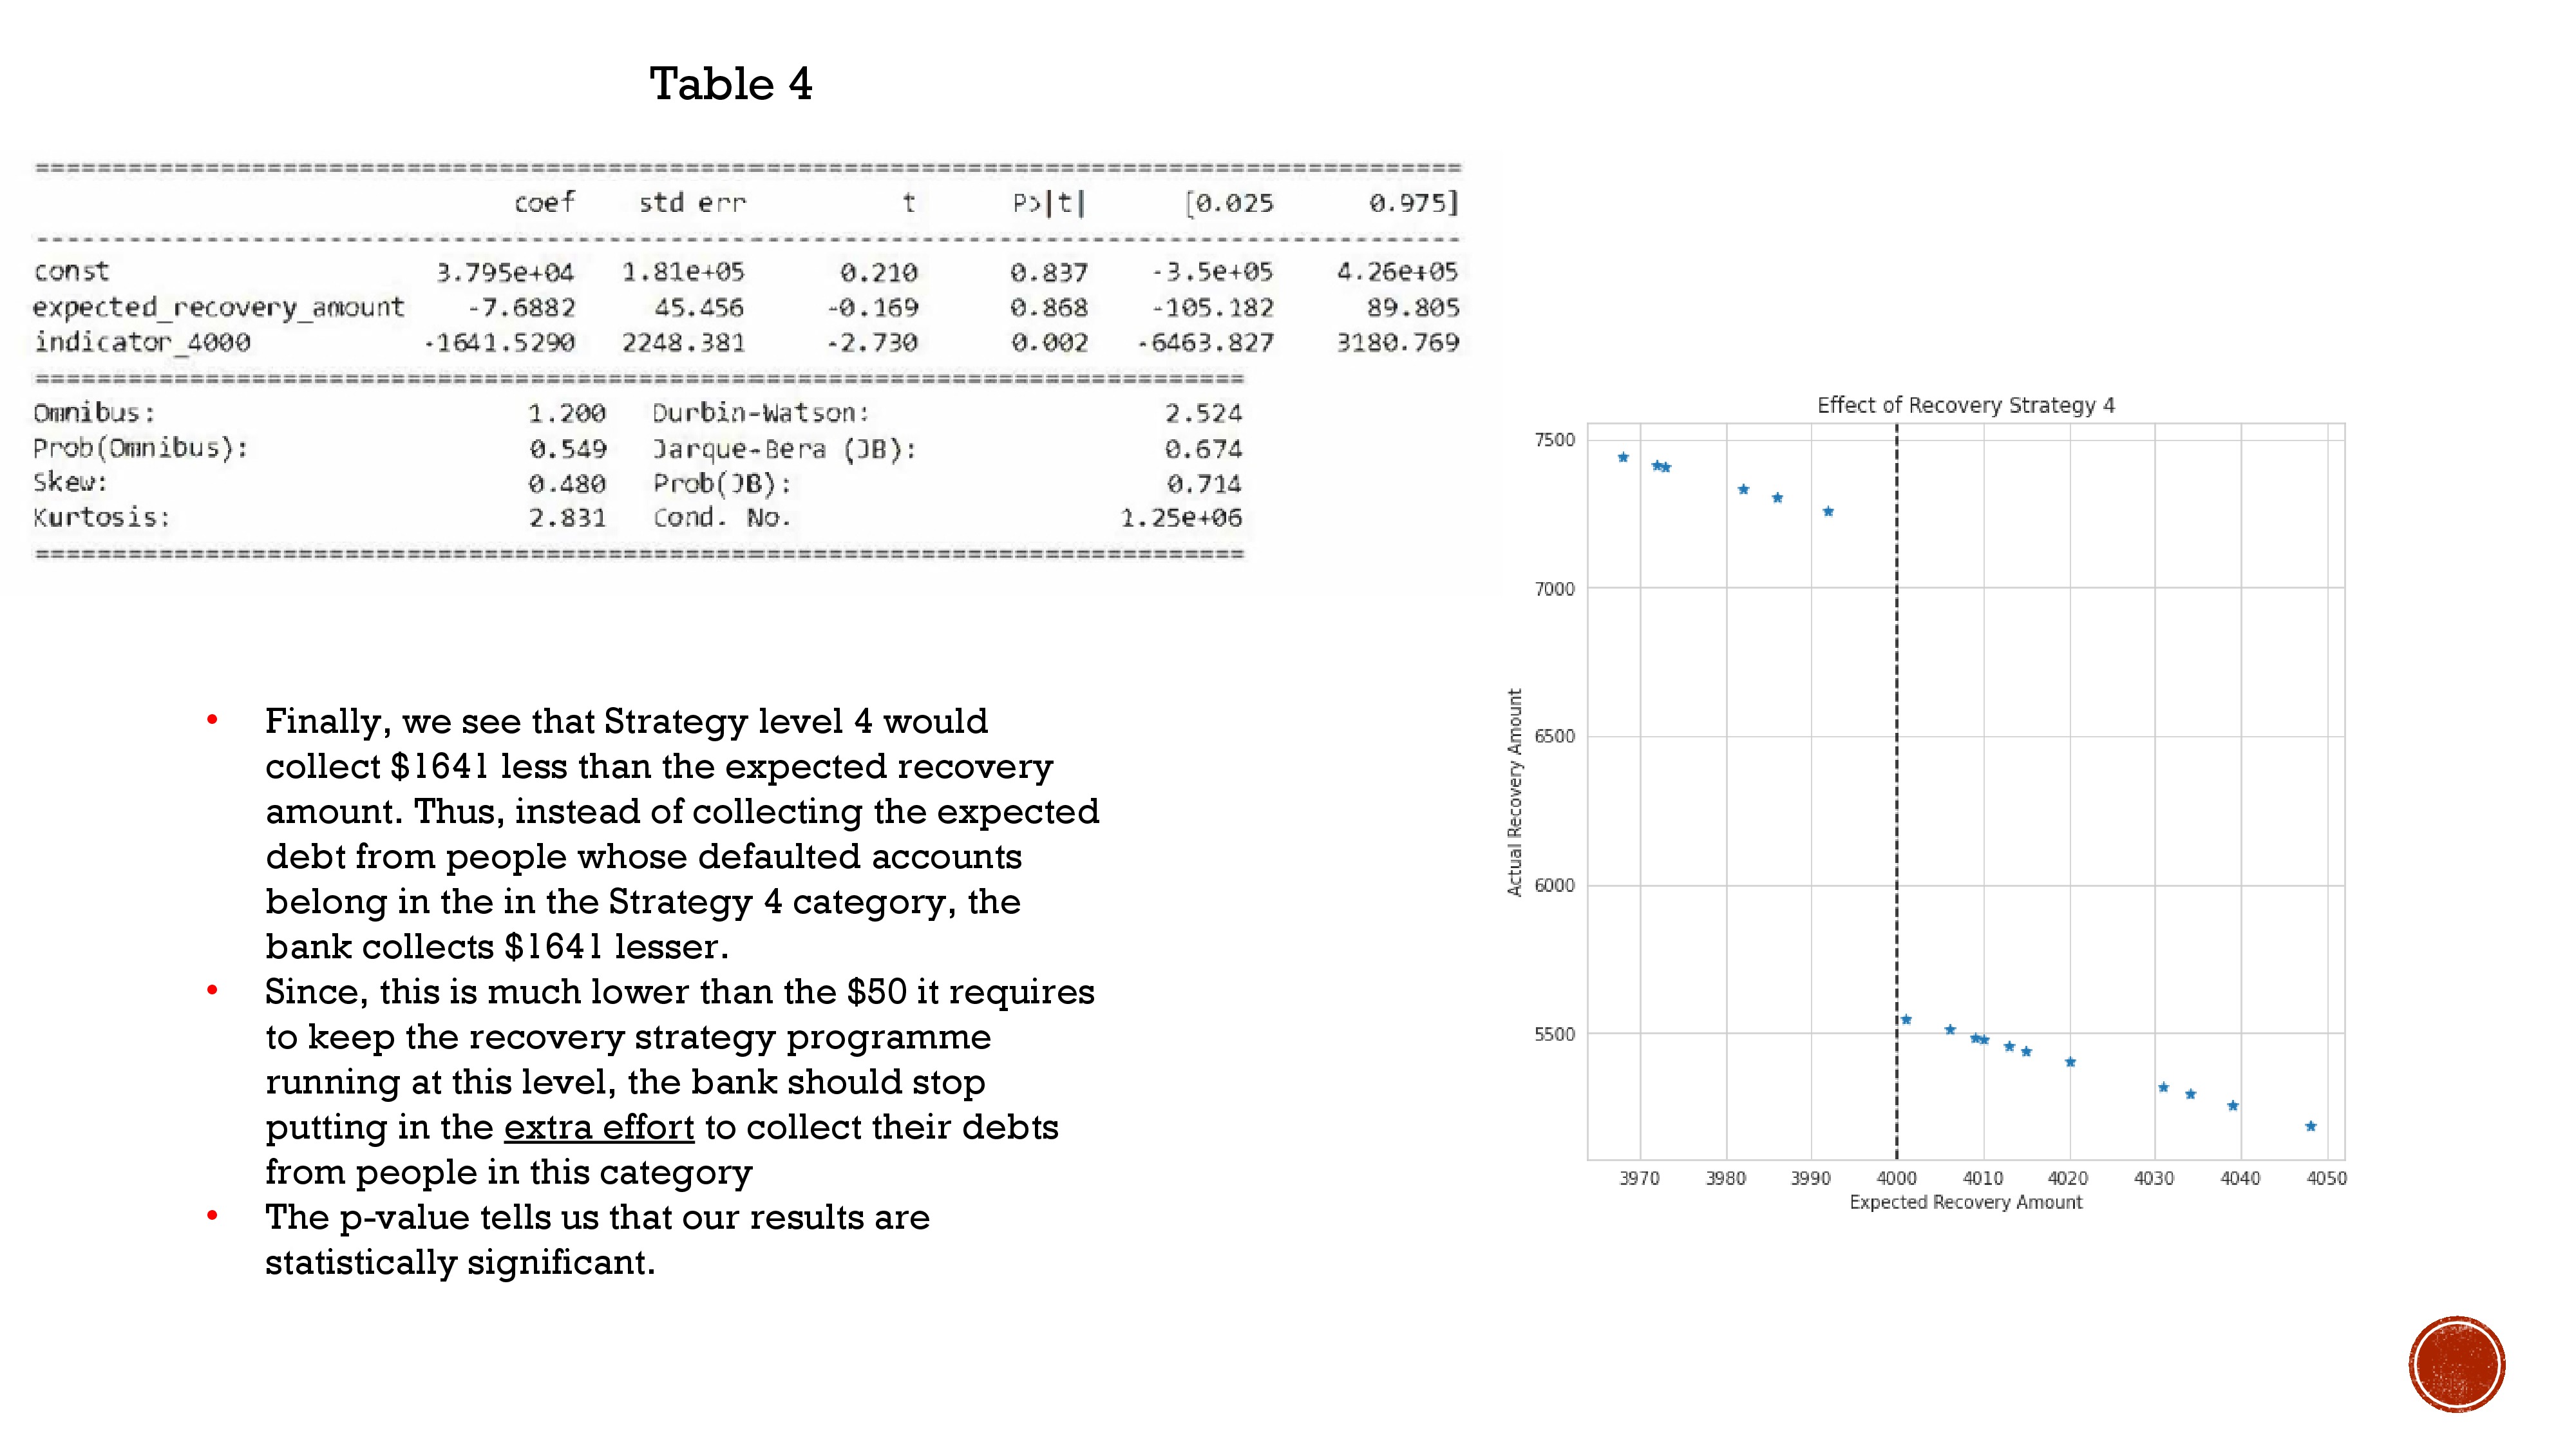 Table 4
==========================================================================================
coef std err t P>|t| [0.025 0.975]
------------------------------------------------------------------------------------------
const 3.795e+04 1.81e+05 0.210 0.837 -3.5e+05 4.26e+05
expected_recovery_amount -7.6882 45.456 -0.169 0.868 -105.182 89.805
indicator_4000 -1641.5290 2248.381 -2.730 0.002 -6463.827 3180.769
==============================================================================
Omnibus: 1.200 Durbin-Watson: 2.524
Prob(Omnibus): 0.549 Jarque-Bera (JB): 0.674
Skew: 0.480 Prob(JB): 0.714
Kurtosis: 2.831 Cond. No. 1.25e+06
==============================================================================
• Finally, we see that Strategy level 4 would
collect $1641 less than the expected recovery
amount. Thus, instead of collecting the expected
debt from people whose defaulted accounts
belong in the in the Strategy 4 category, the
bank collects $1641 lesser.
• Since, this is much lower than the $50 it requires
to keep the recovery strategy programme
running at this level, the bank should stop
putting in the extra effort to collect their debts
from people in this category
• The p-value tells us that our results are
statistically significant.
Effect of Recovery Strategy 4
7500
7000
6500
6000
5500
Actual Recovery Amount
3970 3980 3990 4000 4010 4020 4030 4040 4050
Expected Recovery Amount